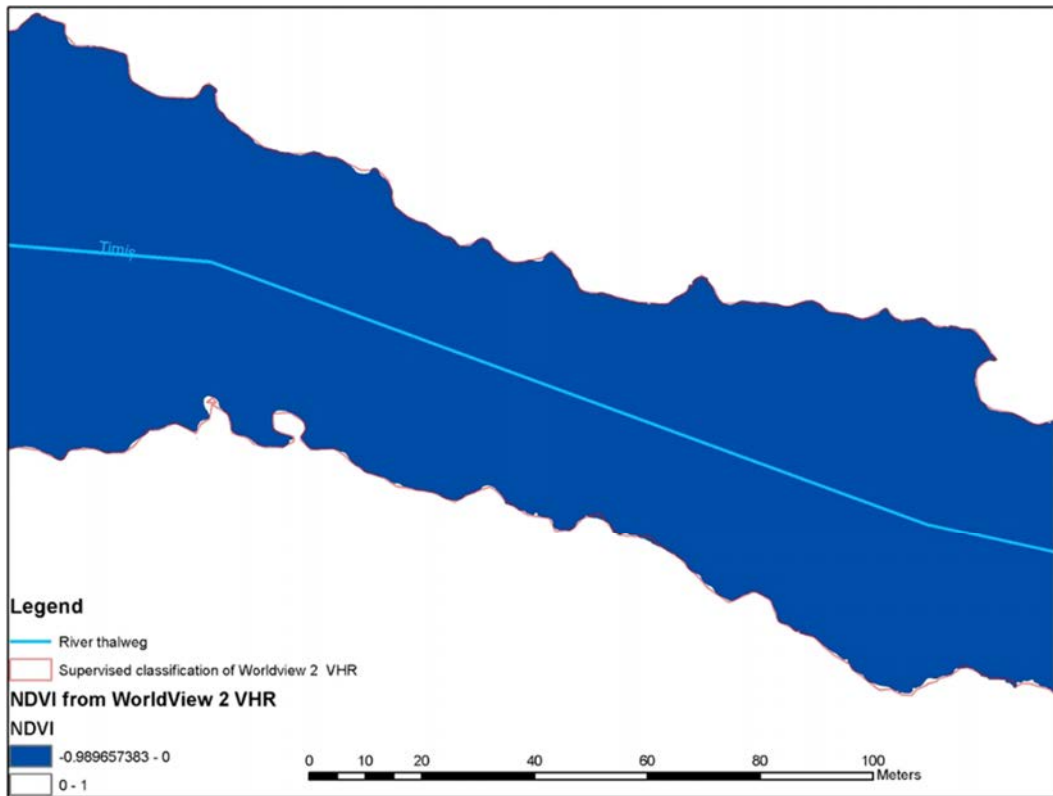 Timiș
Legend
River thalweg
Supervised classification of Worldview 2 VHR
NDVI from WorldView 2 VHR
NDVI
-0.989657383 - 0
0 - 1
0 10 20 40 60 80 100
Meters